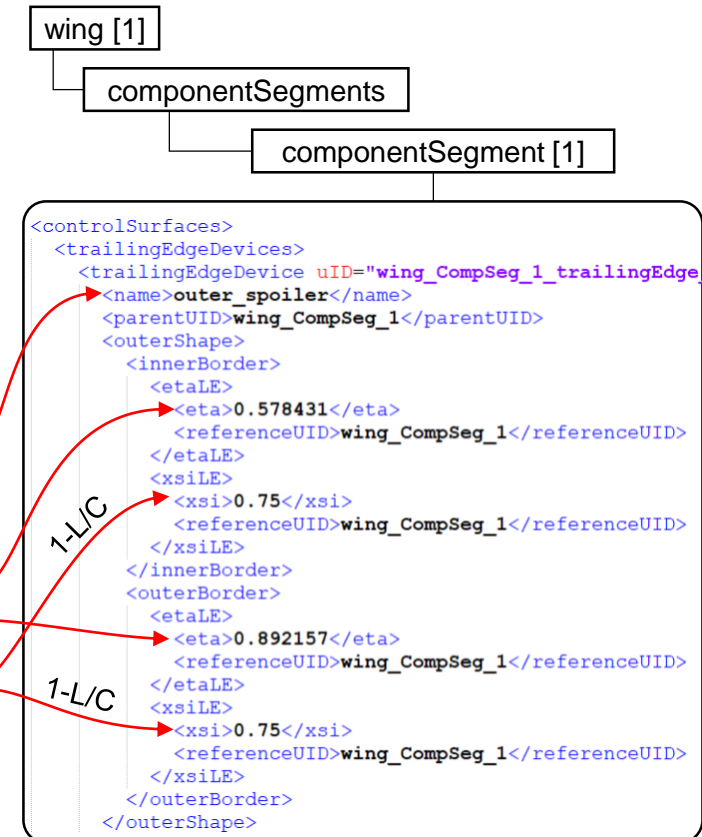 wing [1]
componentSegments
componentSegment [1]
<controlSurfaces>
<trailingEdgeDevices>
<trailingEdgeDevice uID="wing_CompSeg_1_trailingEdge_
<name>outer_spoiler</name>
<parentUID>wing_CompSeg_1</parentUID>
<outerShape>
<innerBorder>
<etaLE>
<eta>0.578431</eta>
<referenceUID>wing_CompSeg_1</referenceUID>
</etaLE>
<xsiLE>
<xsi>0.75</xsi>
1-L/C
<referenceUID>wing_CompSeg_1</referenceUID>
</xsiLE>
</innerBorder>
<outerBorder>
<etaLE>
<eta>0.892157</eta>
<referenceUID>wing_CompSeg_1</referenceUID>
</etaLE>
1-L/C
<xsiLE>
<xsi>0.75</xsi>
<referenceUID>wing_CompSeg_1</referenceUID>
</xsiLE>
</outerBorder>
</outerShape>